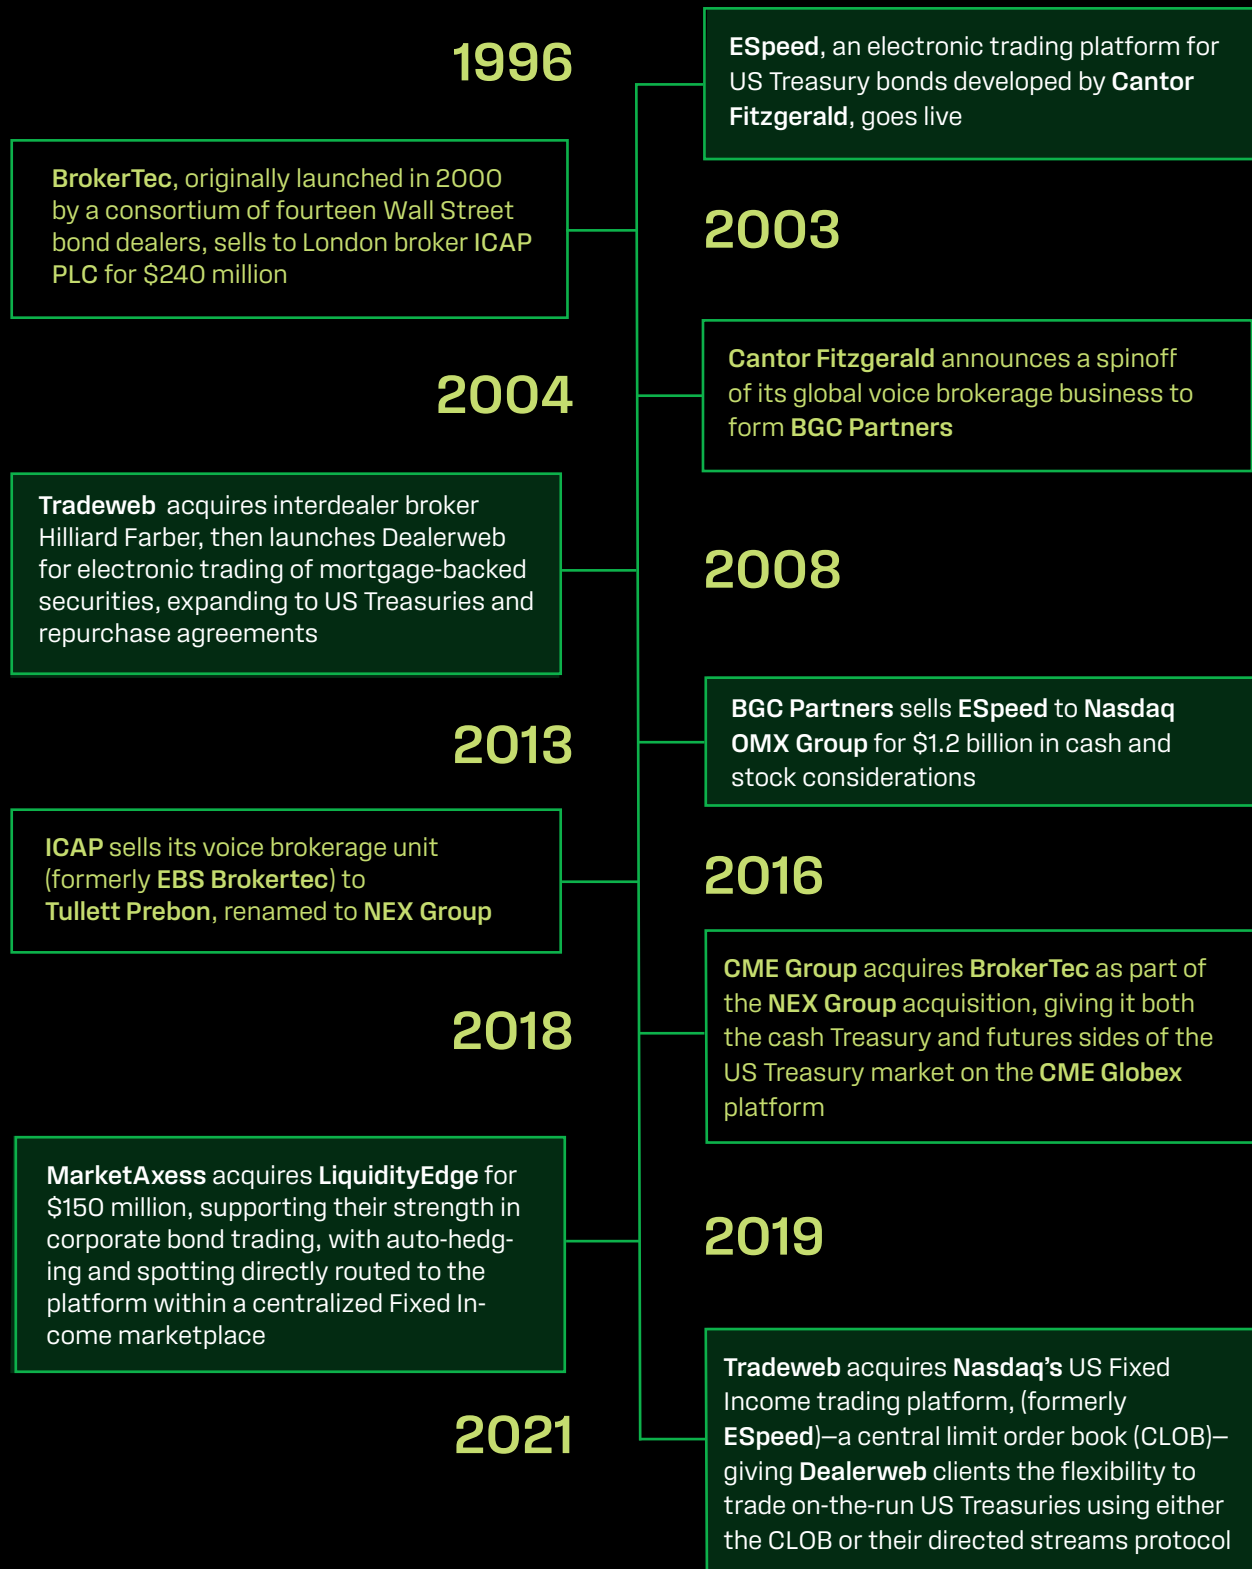 1996
ESpeed, an electronic trading platform for
US Treasury bonds developed by Cantor
Fitzgerald, goes live
2003
BrokerTec, originally launched in 2000
by a consortium of fourteen Wall Street
bond dealers, sells to London broker ICAP
PLC for $240 million
2004
Cantor Fitzgerald announces a spinoff
of its global voice brokerage business to
form BGC Partners
2008
Tradeweb acquires interdealer broker
Hilliard Farber, then launches Dealerweb
for electronic trading of mortgage-backed
securities, expanding to US Treasuries and
repurchase agreements
2013
BGC Partners sells ESpeed to Nasdaq
OMX Group for $1.2 billion in cash and
stock considerations
2016
ICAP sells its voice brokerage unit
(formerly EBS Brokertec) to
Tullett Prebon, renamed to NEX Group
2018
CME Group acquires BrokerTec as part of
the NEX Group acquisition, giving it both
the cash Treasury and futures sides of the
US Treasury market on the CME Globex
platform
2019
MarketAxess acquires LiquidityEdge for
$150 million, supporting their strength in
corporate bond trading, with auto-hedg-
ing and spotting directly routed to the
platform within a centralized Fixed In-
come marketplace
2021
Tradeweb acquires Nasdaq's US Fixed
Income trading platform, (formerly
ESpeed)—a central limit order book (CLOB)—
giving Dealerweb clients the flexibility to
trade on-the-run US Treasuries using either
the CLOB or their directed streams protocol